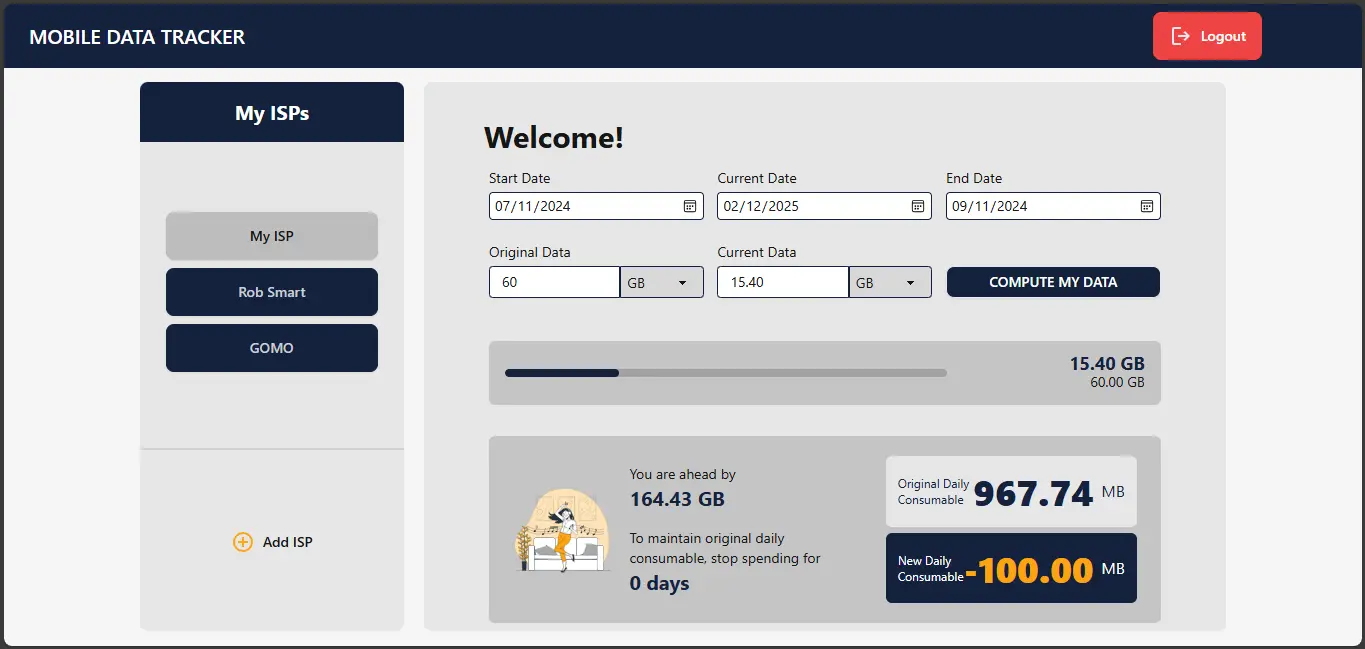 MOBILE DATA TRACKER
Logout
My ISPs
My ISP
Rob Smart
GOMO
Add ISP
Welcome!
Start Date
Current Date
End Date
07/11/2024
02/12/2025
09/11/2024
Original Data
Current Data
60
GB
15.40
GB
COMPUTE MY DATA
15.40 GB
60.00 GB
You are ahead by
164.43 GB
To maintain original daily
consumable, stop spending for
0 days
Original Daily
Consumable
967.74 MB
New Daily
Consumable
-100.00 MB